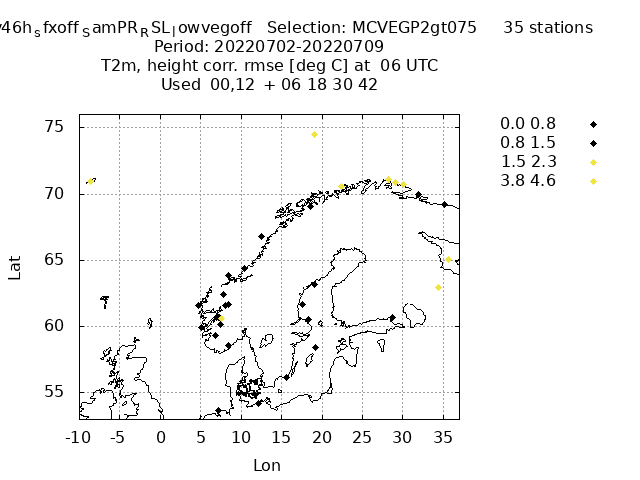 46h_sfxoff_SamPR_RSL_lowvegoff Selection: MCVEGP2gt075 35 stations
Period: 20220702-20220709
T2m, height corr. rmse [deg C] at 06 UTC
Used 00,12 + 06 18 30 42
0.0 0.8
0.8 1.5
1.5 2.3
3.8 4.6
75
70
65
60
55
Lat
-10 -5 0 5 10 15 20 25 30 35
Lon